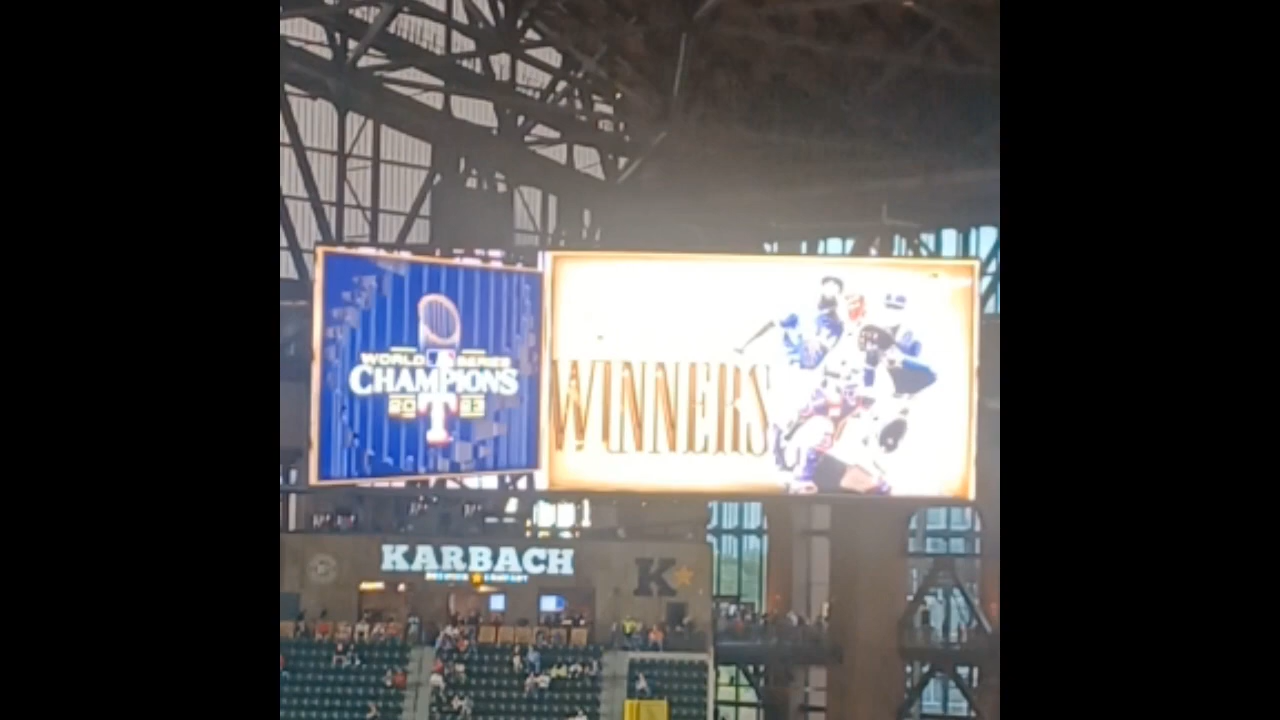 WORLD SERIES
CHAMPIONS
20 T 23
WINNERS
KARBACH
K